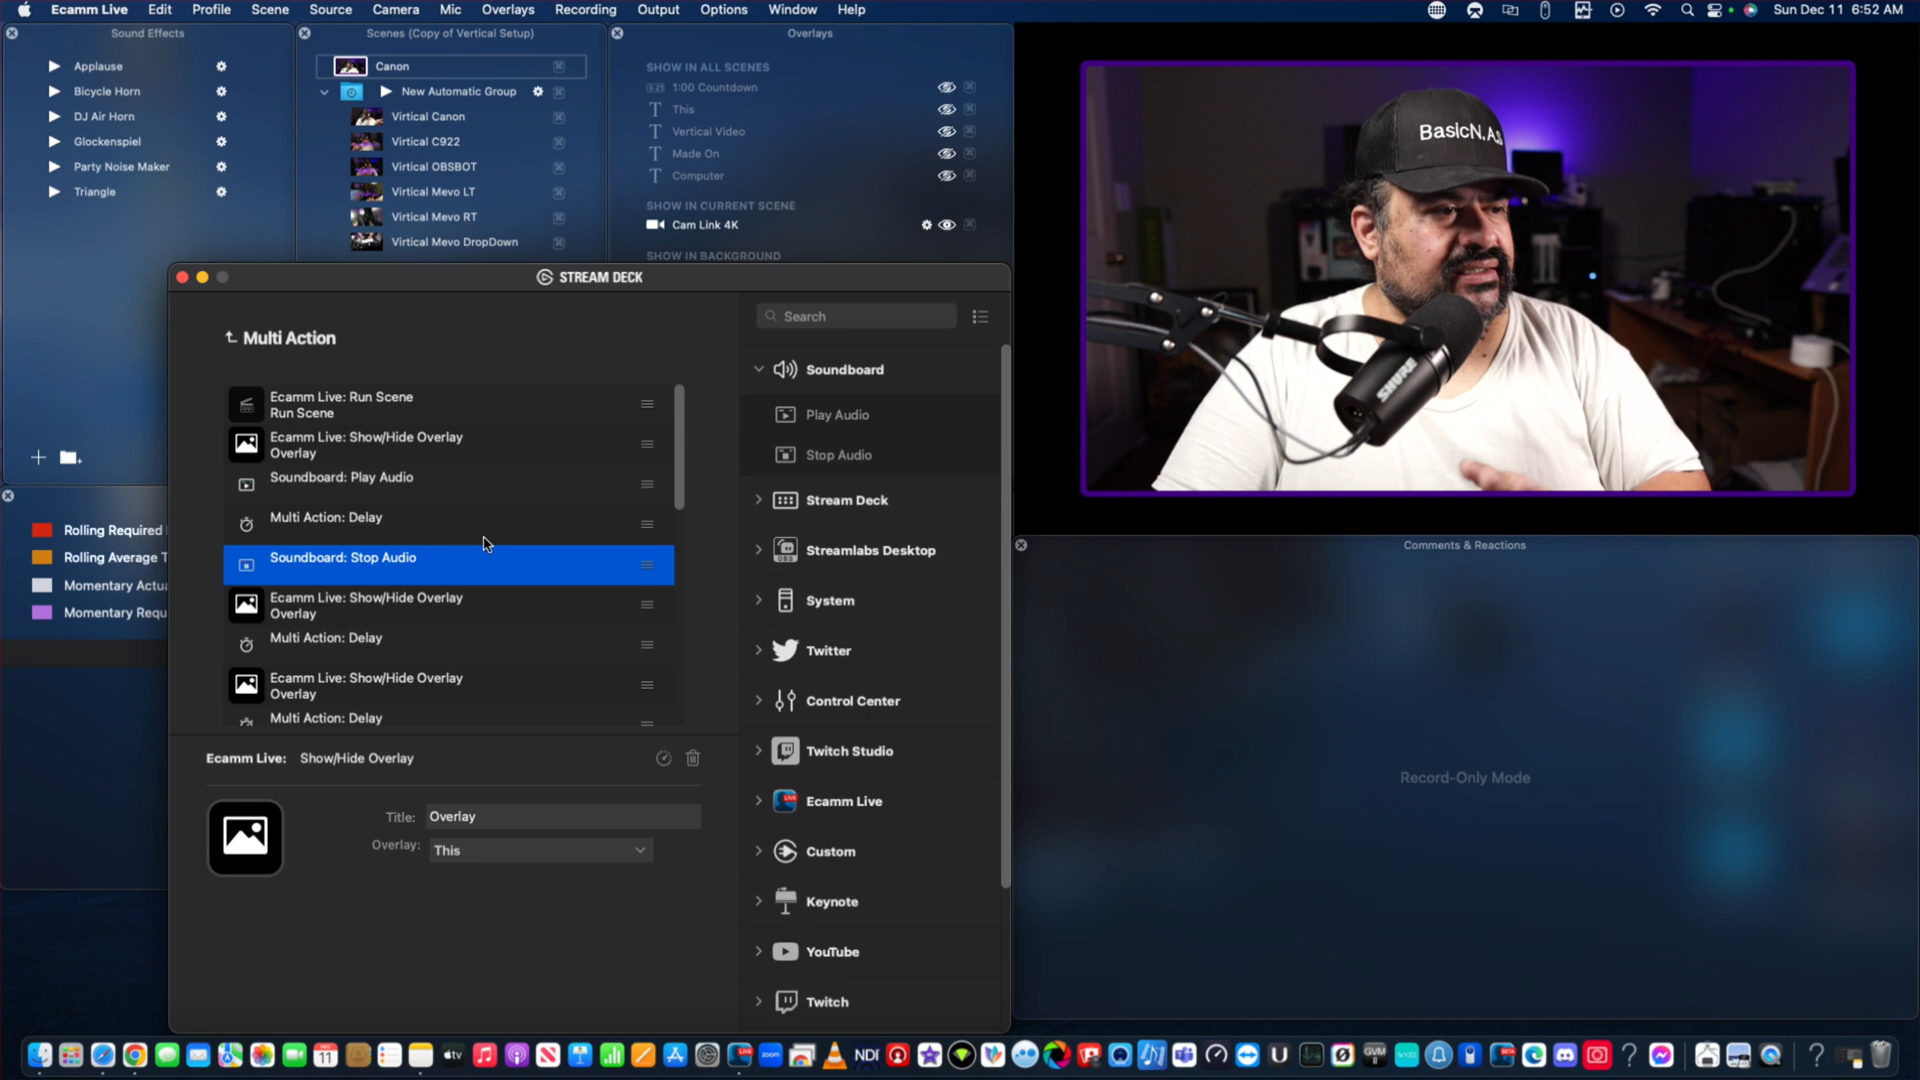 Ecamm Live Edit Profile Scene Source Camera Mic Overlays Recording Output Options Window Help Sun Dec 11 6:52 AM
Sound Effects
Applause
Bicycle Horn
DJ Air Horn
Glockenspiel
Party Noise Maker
Triangle
Scenes (Copy of Vertical Setup)
Canon
New Automatic Group
Virtical Canon
Virtical C922
Virtical OBSBOT
Virtical Mevo LT
Virtical Mevo RT
Virtical Mevo DropDown
Overlays
SHOW IN ALL SCENES
1:00 Countdown
This
Vertical Video
Made On
Computer
SHOW IN CURRENT SCENE
Cam Link 4K
SHOW IN BACKGROUND
BasicN.As
SHURE
Rolling Required
Rolling Average T
Momentary Actua
Momentary Requ
STREAM DECK
Multi Action
Ecamm Live: Run Scene
Run Scene
Ecamm Live: Show/Hide Overlay
Overlay
Soundboard: Play Audio
Multi Action: Delay
Soundboard: Stop Audio
Ecamm Live: Show/Hide Overlay
Overlay
Multi Action: Delay
Ecamm Live: Show/Hide Overlay
Overlay
Multi Action: Delay
Ecamm Live: Show/Hide Overlay
Title: Overlay
Overlay: This
Search
Soundboard
Play Audio
Stop Audio
Stream Deck
Streamlabs Desktop
System
Twitter
Control Center
Twitch Studio
Ecamm Live
Custom
Keynote
YouTube
Twitch
Comments & Reactions
Record-Only Mode
tv
zoom
NDI